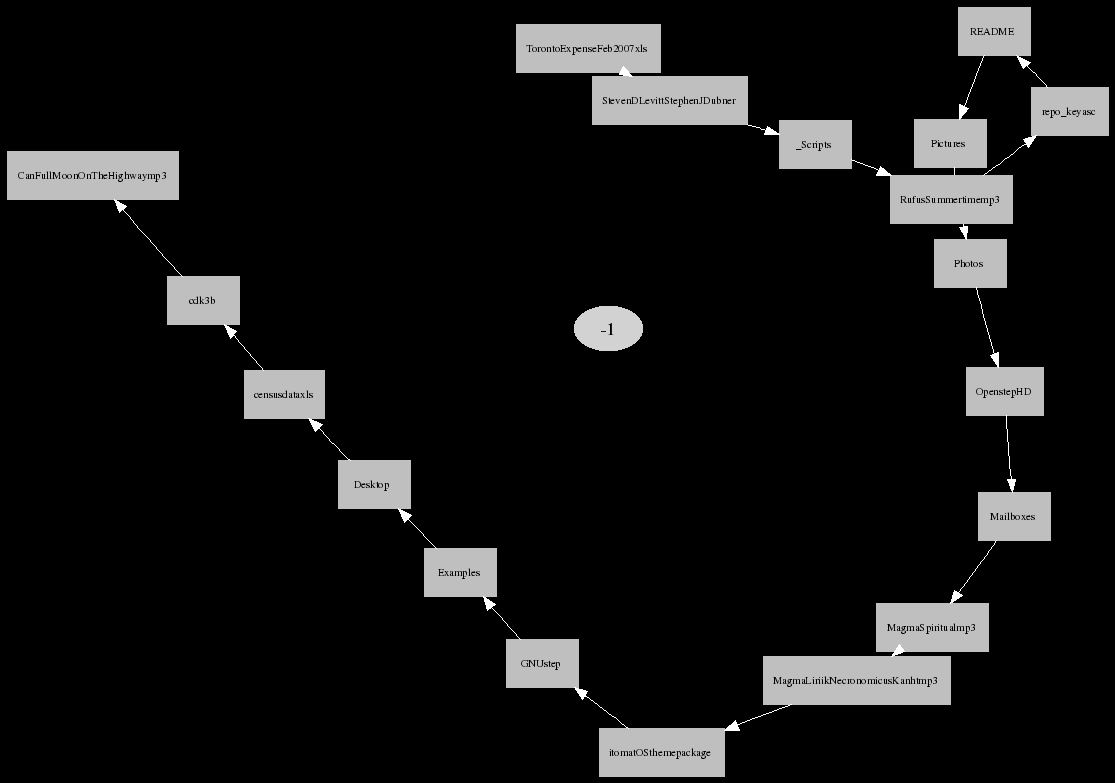 README
TorontoExpenseFeb2007xls
StevenDLevittStephenJDubner
repo_keyasc
_Scripts
Pictures
CanFullMoonOnTheHighwaymp3
RufusSummertimemp3
Photos
cdk3b
-1
censusdataxls
OpenstepHD
Desktop
Mailboxes
Examples
MagmaSpiritualmp3
GNUstep
MagmaLiriikNecronomicusKanhtmp3
itomatOSthemepackage